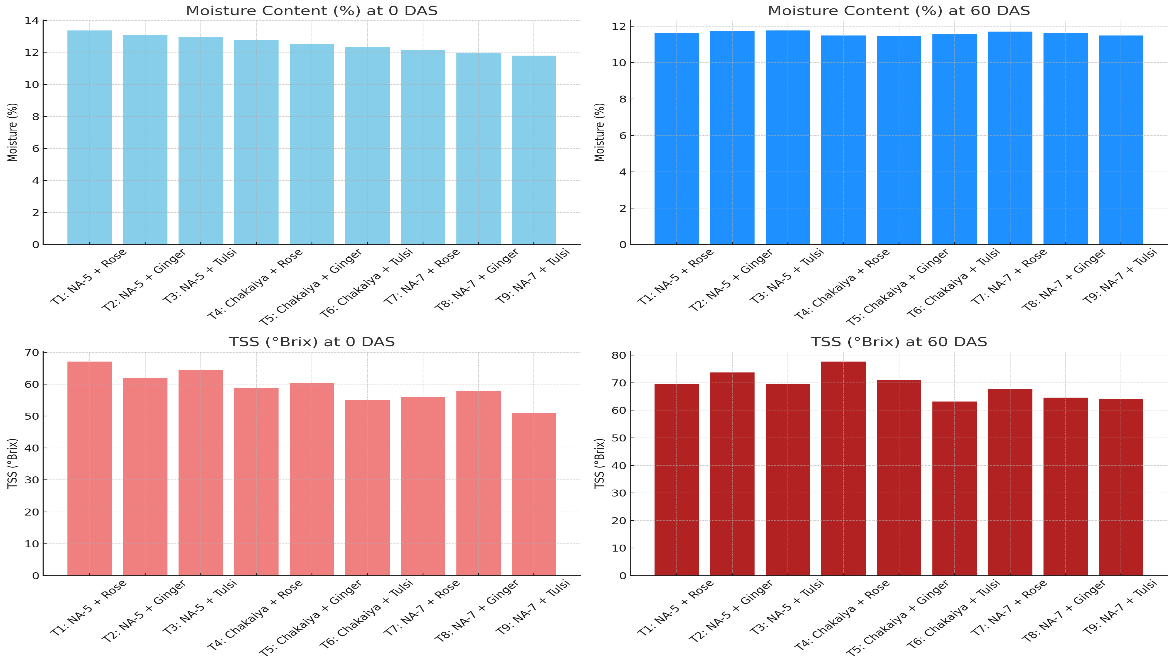 Moisture Content (%) at 0 DAS
Moisture (%)
14
12
10
8
6
4
2
0
T1: NA-5 + Rose
T2: NA-5 + Ginger
T3: NA-5 + Tulsi
T4: Chakaiya + Rose
T5: Chakaiya + Ginger
T6: Chakaiya + Tulsi
T7: NA-7 + Rose
T8: NA-7 + Ginger
T9: NA-7 + Tulsi
Moisture Content (%) at 60 DAS
Moisture (%)
12
10
8
6
4
2
0
T1: NA-5 + Rose
T2: NA-5 + Ginger
T3: NA-5 + Tulsi
T4: Chakaiya + Rose
T5: Chakaiya + Ginger
T6: Chakaiya + Tulsi
T7: NA-7 + Rose
T8: NA-7 + Ginger
T9: NA-7 + Tulsi
TSS (°Brix) at 0 DAS
TSS (°Brix)
70
60
50
40
30
20
10
0
T1: NA-5 + Rose
T2: NA-5 + Ginger
T3: NA-5 + Tulsi
T4: Chakaiya + Rose
T5: Chakaiya + Ginger
T6: Chakaiya + Tulsi
T7: NA-7 + Rose
T8: NA-7 + Ginger
T9: NA-7 + Tulsi
TSS (°Brix) at 60 DAS
TSS (°Brix)
80
70
60
50
40
30
20
10
0
T1: NA-5 + Rose
T2: NA-5 + Ginger
T3: NA-5 + Tulsi
T4: Chakaiya + Rose
T5: Chakaiya + Ginger
T6: Chakaiya + Tulsi
T7: NA-7 + Rose
T8: NA-7 + Ginger
T9: NA-7 + Tulsi